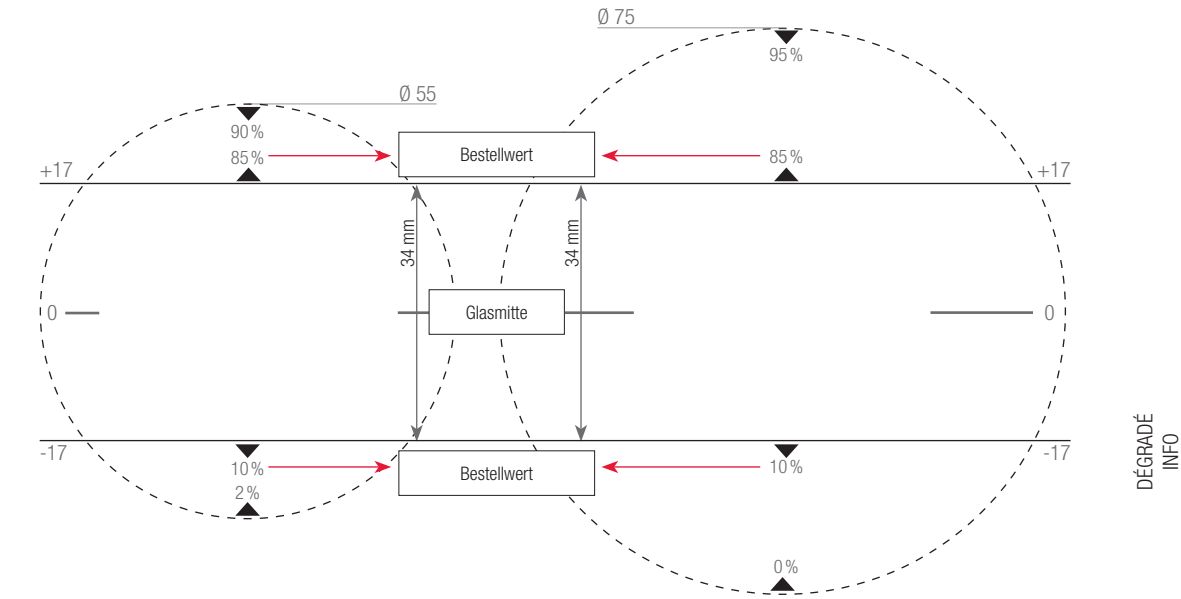 Ø 75
95 %
Ø 55
90 %
85 %
Bestellwert
85 %
+17
+17
34 mm
34 mm
0
Glasmitte
0
-17
-17
10 %
Bestellwert
10 %
2 %
0 %
DÉGRADÉ
INFO